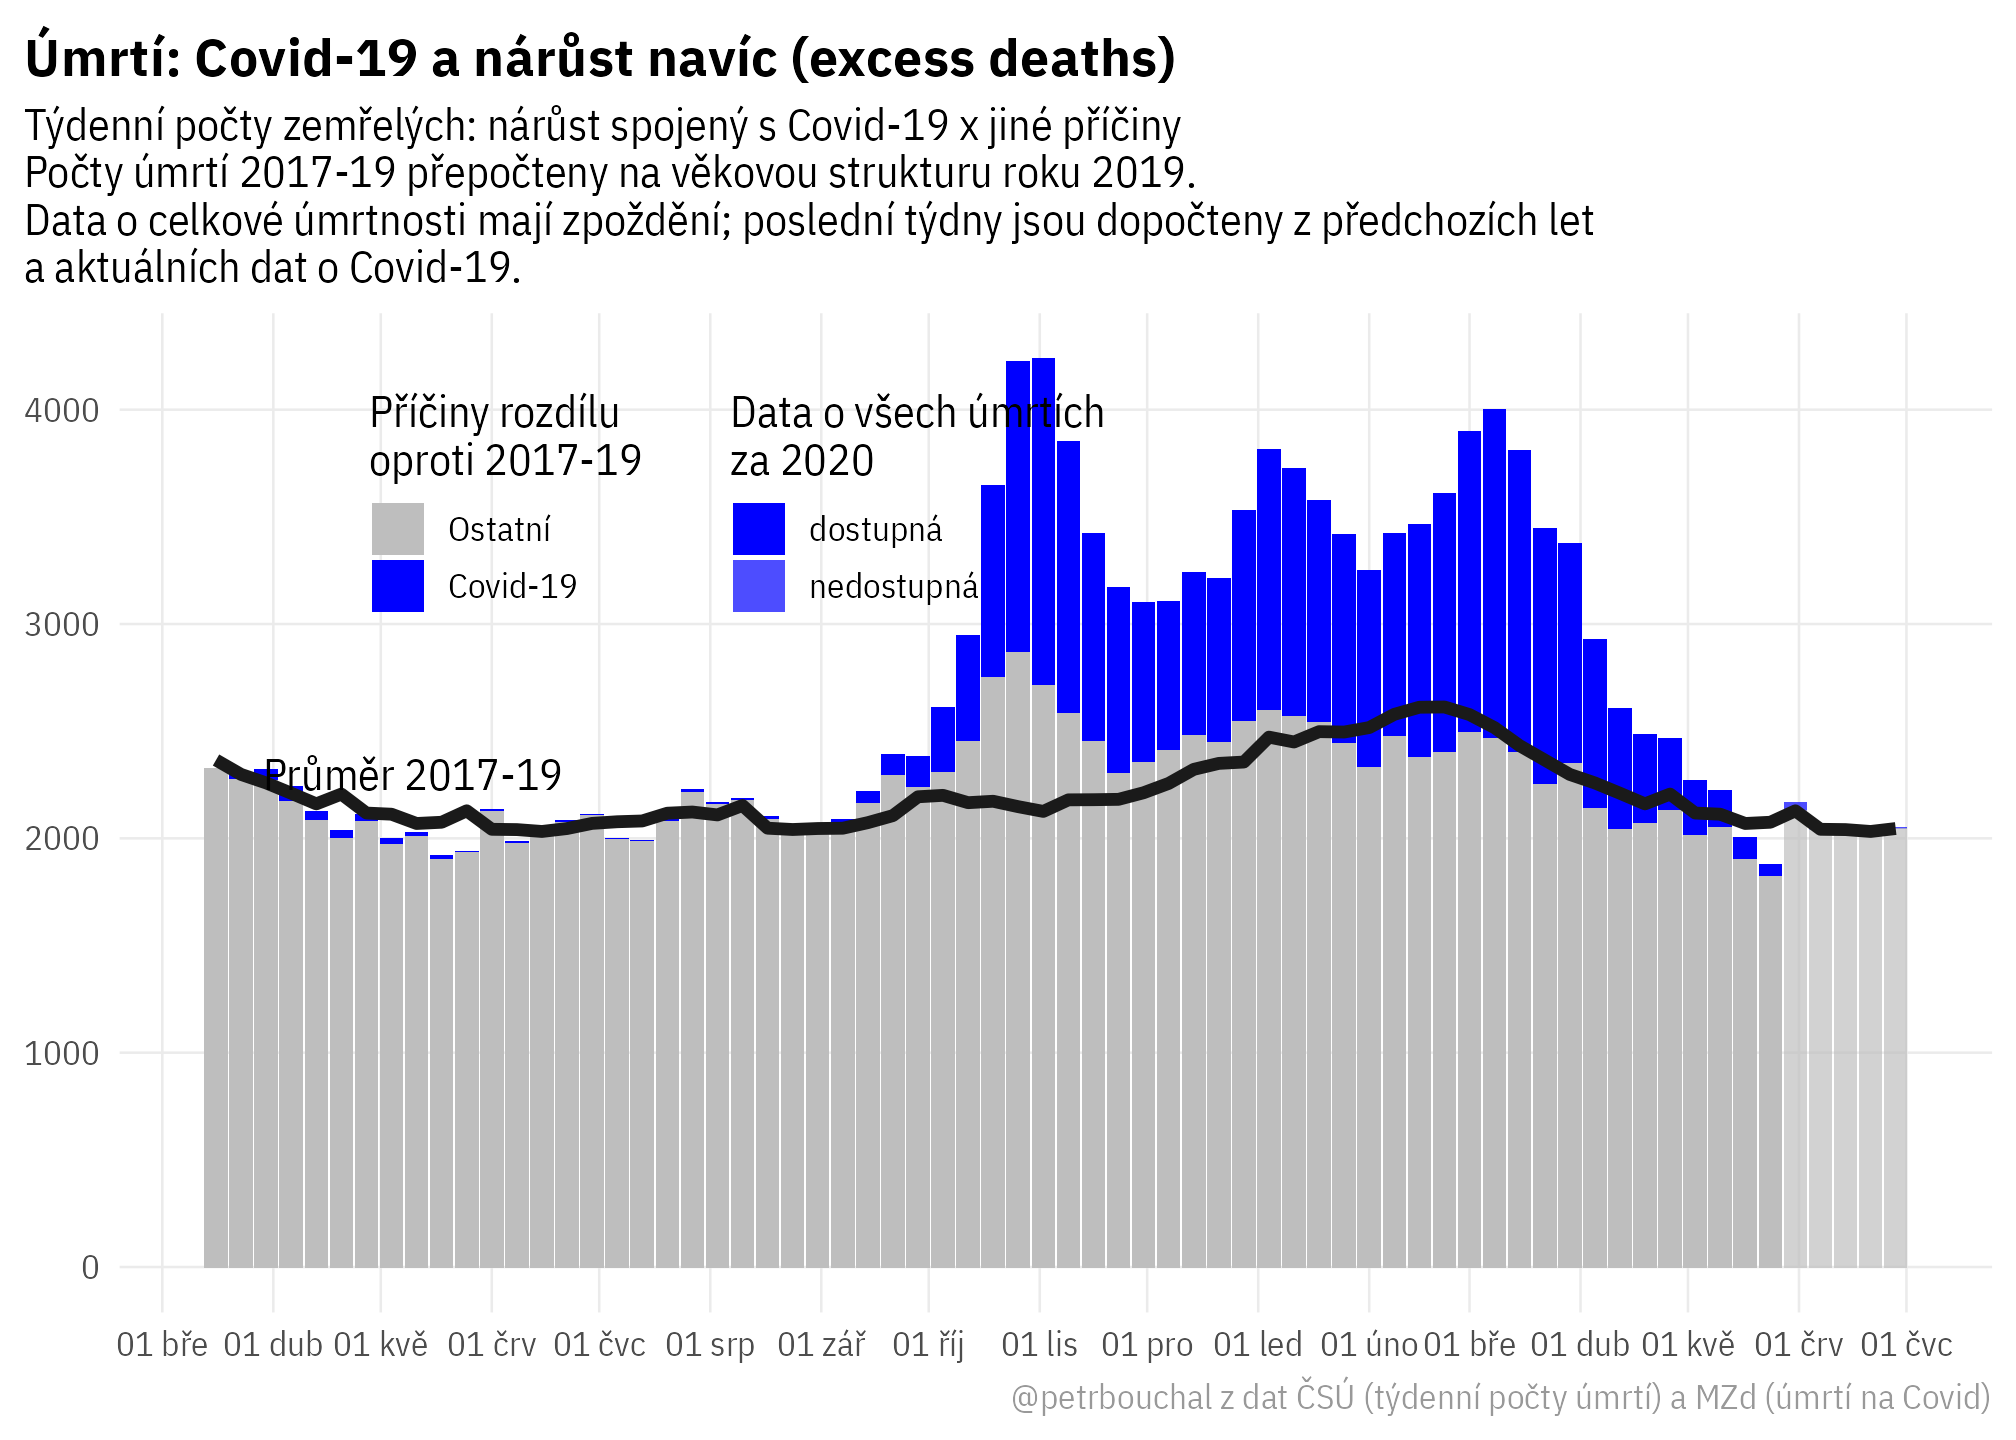 Úmrtí: Covid-19 a nárůst navíc (excess deaths)
Týdenní počty zemřelých: nárůst spojený s Covid-19 x jiné příčiny
Počty úmrtí 2017-19 přepočteny na věkovou strukturu roku 2019.
Data o celkové úmrtnosti mají zpoždění; poslední týdny jsou dopočteny z předchozích let
a aktuálních dat o Covid-19.
4000
3000
2000
1000
0
Příčiny rozdílu
oproti 2017-19
Ostatní
Covid-19
Data o všech úmrtích
za 2020
dostupná
nedostupná
Průměr 2017-19
01 bře 01 dub 01 kvě 01 črv 01 čvc 01 srp 01 zář 01 říj 01 lis 01 pro 01 led 01 úno 01 bře 01 dub 01 kvě 01 črv 01 čvc
@petrbouchal z dat ČSÚ (týdenní počty úmrtí) a MZd (úmrtí na Covid)